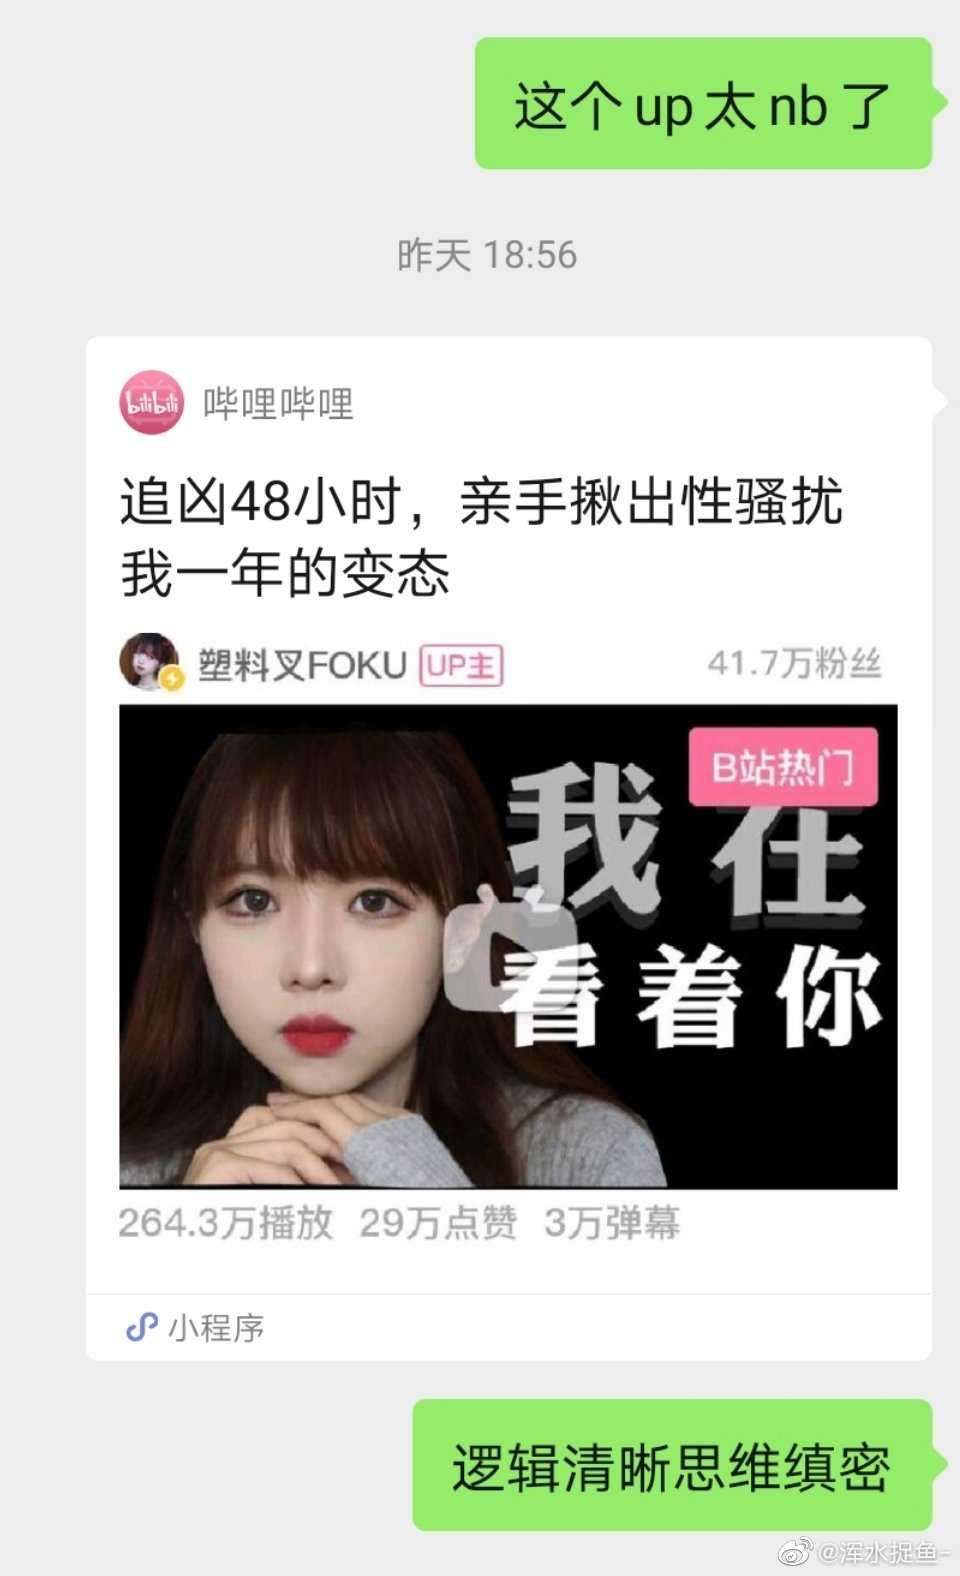 这个up太nb了
昨天 18:56
bilibili
哔哩哔哩
追凶48小时，亲手揪出性骚扰
我一年的变态
塑料叉FOKU UP主 41.7万粉丝
B站热门
我在
看着你
264.3万播放 29万点赞 3万弹幕
小程序
逻辑清晰思维缜密
@浑水捉鱼-